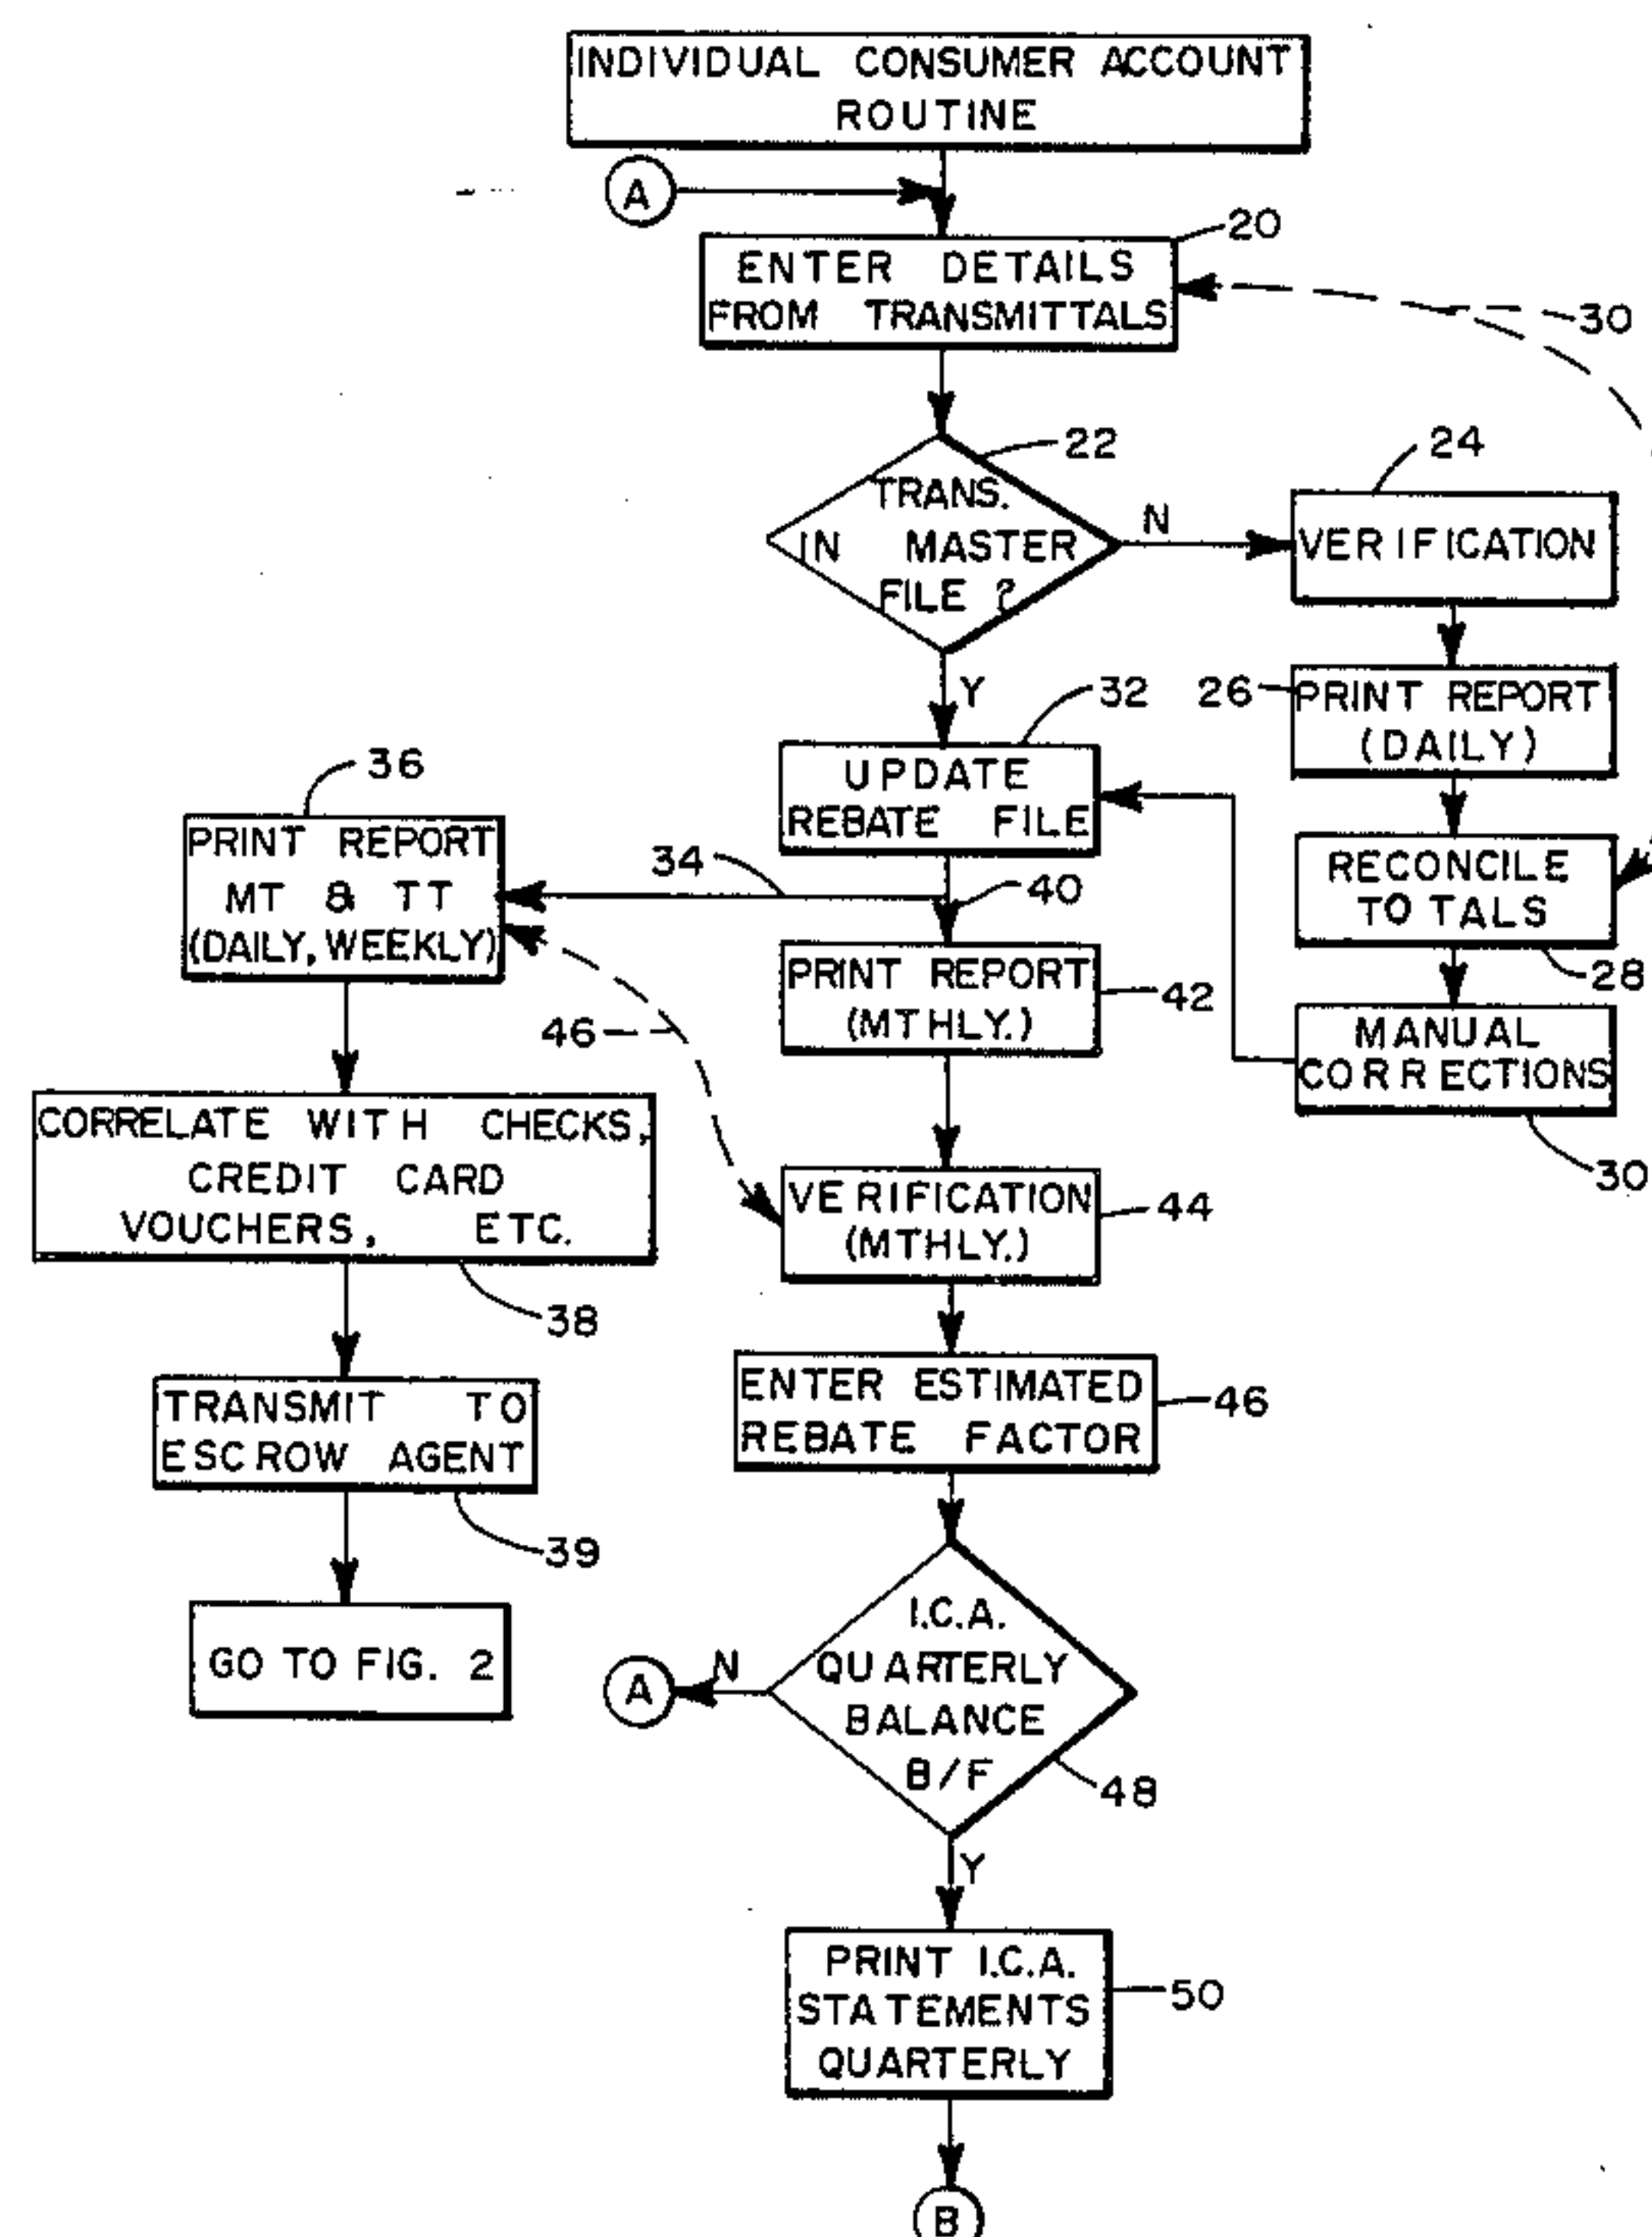 INDIVIDUAL CONSUMER ACCOUNT
ROUTINE
A
20
ENTER DETAILS
FROM TRANSMITTALS
30
22
TRANS.
IN MASTER
FILE ?
N
24
VERIFICATION
Y
32
26
PRINT REPORT
(DAILY)
UPDATE
REBATE FILE
36
PRINT REPORT
MT & TT
(DAILY, WEEKLY)
34
40
RECONCILE
TOTALS
28
PRINT REPORT
(MTHLY.)
42
MANUAL
CORRECTIONS
30
46
CORRELATE WITH CHECKS,
CREDIT CARD
VOUCHERS, ETC.
38
VERIFICATION
(MTHLY.)
44
TRANSMIT TO
ESCROW AGENT
39
ENTER ESTIMATED
REBATE FACTOR
46
GO TO FIG. 2
I.C.A.
QUARTERLY
BALANCE
B/F
N
A
48
Y
PRINT I.C.A.
STATEMENTS
QUARTERLY
50
B